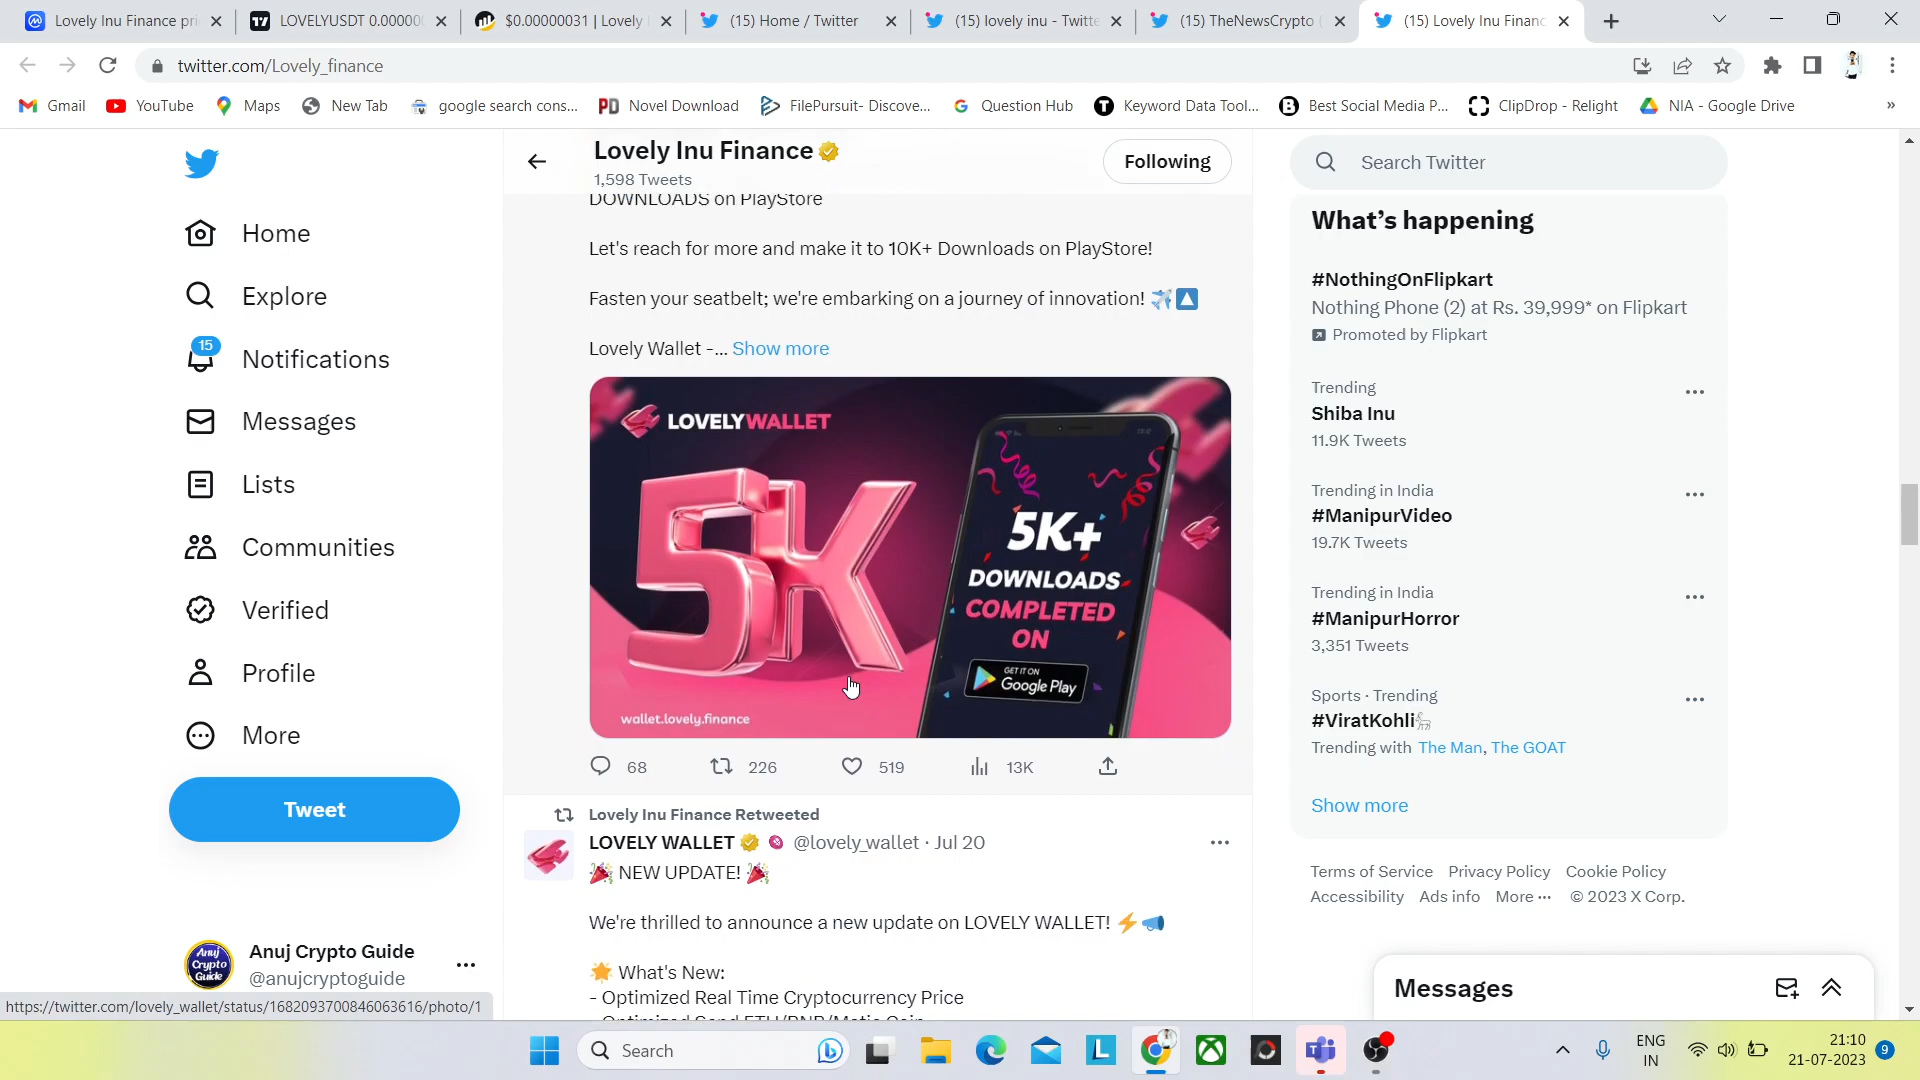 Lovely Inu Finance pri
LOVELYUSDT 0.00000
$0.00000031 | Lovely
(15) Home / Twitter
(15) lovely inu - Twitte
(15) TheNewsCrypto (
(15) Lovely Inu Financ
twitter.com/Lovely_finance
Gmail
YouTube
Maps
New Tab
google search cons...
Novel Download
FilePursuit- Discove...
Question Hub
Keyword Data Tool...
Best Social Media P...
ClipDrop - Relight
NIA - Google Drive
Home
Explore
15
Notifications
Messages
Lists
Communities
Verified
Profile
More
Tweet
Anuj Crypto Guide
Anuj Crypto Guide
@anujcryptoguide
https://twitter.com/lovely_wallet/status/1682093700846063616/photo/1
Lovely Inu Finance
1,598 Tweets
Following
DOWNLOADS on PlayStore
Let's reach for more and make it to 10K+ Downloads on PlayStore!
Fasten your seatbelt; we're embarking on a journey of innovation!
Lovely Wallet -... Show more
LOVELYWALLET
5K
5K+
DOWNLOADS
COMPLETED
ON
GET IT ON
Google Play
wallet.lovely.finance
68
226
519
13K
Lovely Inu Finance Retweeted
LOVELY WALLET @lovely_wallet · Jul 20
NEW UPDATE!
We're thrilled to announce a new update on LOVELY WALLET!
What's New:
- Optimized Real Time Cryptocurrency Price
- Optimized Send ETH/BNB/Matic Coin
Search Twitter
What's happening
#NothingOnFlipkart
Nothing Phone (2) at Rs. 39,999* on Flipkart
Promoted by Flipkart
Trending
Shiba Inu
11.9K Tweets
Trending in India
#ManipurVideo
19.7K Tweets
Trending in India
#ManipurHorror
3,351 Tweets
Sports · Trending
#ViratKohli
Trending with The Man, The GOAT
Show more
Terms of Service Privacy Policy Cookie Policy
Accessibility Ads info More ··· © 2023 X Corp.
Messages
Search
ENG
IN
21:10
21-07-2023
9